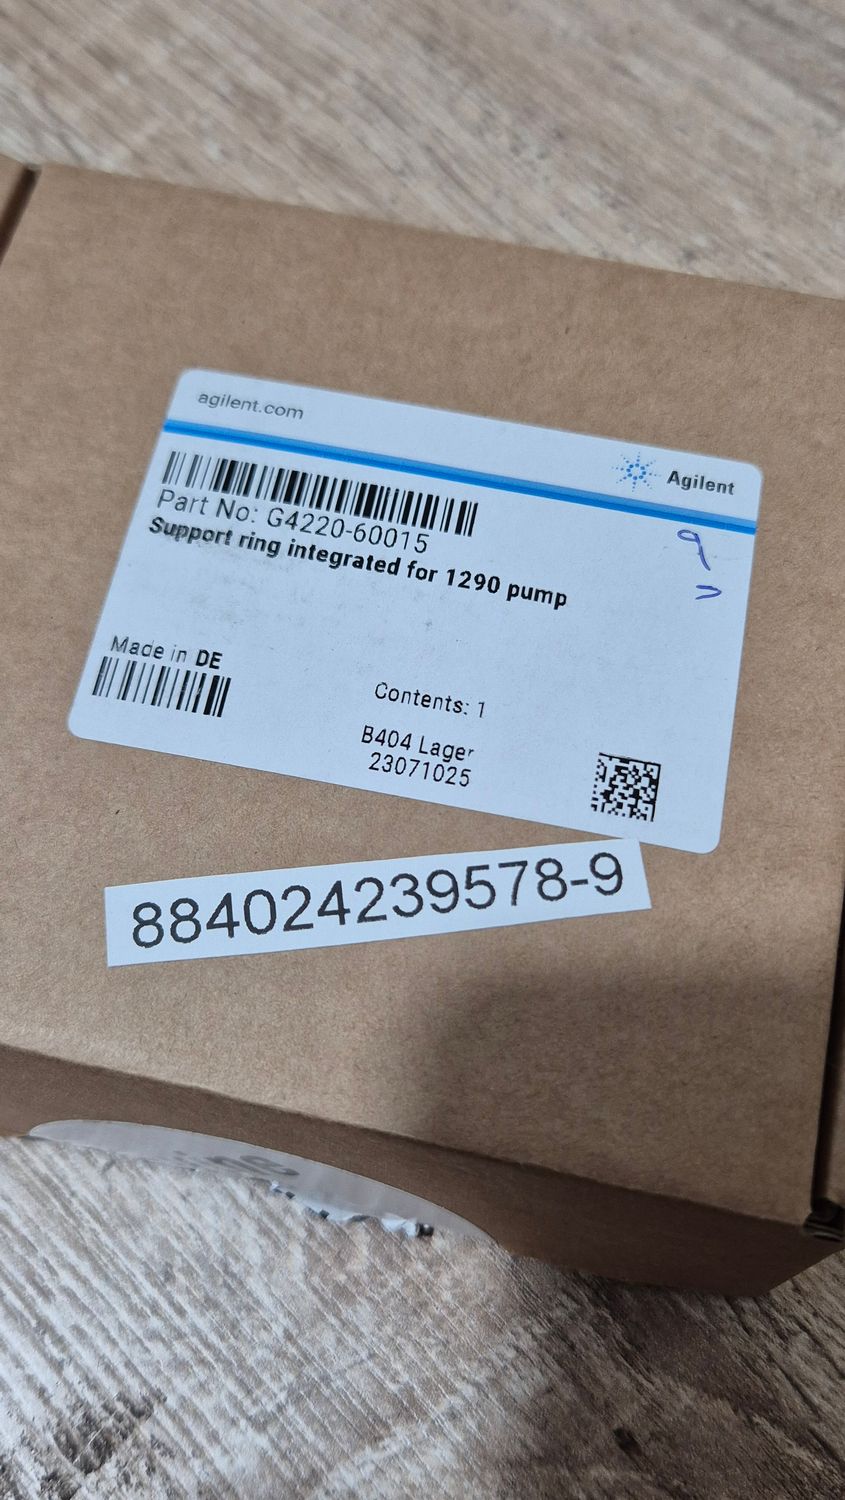 agilent.com
Agilent
Part No: G4220-60015
Support ring integrated for 1290 pump
Made in DE
Contents: 1
B404 Lager
23071025
884024239578-9